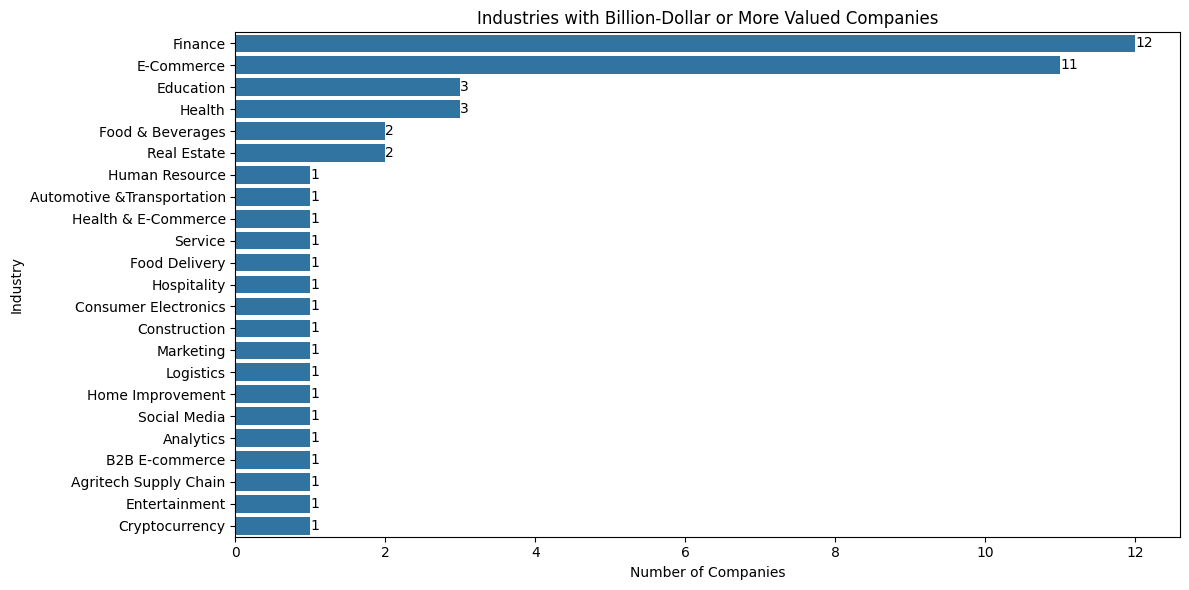 Industries with Billion-Dollar or More Valued Companies
Finance 12
E-Commerce 11
Education 3
Health 3
Food & Beverages 2
Real Estate 2
Human Resource 1
Automotive &Transportation 1
Health & E-Commerce 1
Service 1
Food Delivery 1
Hospitality 1
Consumer Electronics 1
Construction 1
Marketing 1
Logistics 1
Home Improvement 1
Social Media 1
Analytics 1
B2B E-commerce 1
Agritech Supply Chain 1
Entertainment 1
Cryptocurrency 1
Industry
0 2 4 6 8 10 12
Number of Companies